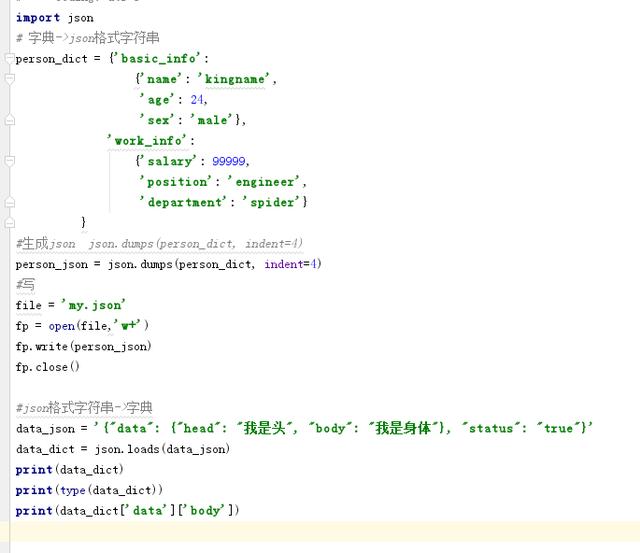 import json
# 字典->json格式字符串
person_dict = {'basic_info':
{'name': 'kingname',
'age': 24,
'sex': 'male'},
'work_info':
{'salary': 99999,
'position': 'engineer',
'department': 'spider'}
}
#生成json  json.dumps(person_dict, indent=4)
person_json = json.dumps(person_dict, indent=4)
#写
file = 'my.json'
fp = open(file,'w+')
fp.write(person_json)
fp.close()
#json格式字符串->字典
data_json = '{"data": {"head": "我是头", "body": "我是身体"}, "status": "true"}'
data_dict = json.loads(data_json)
print(data_dict)
print(type(data_dict))
print(data_dict['data']['body'])